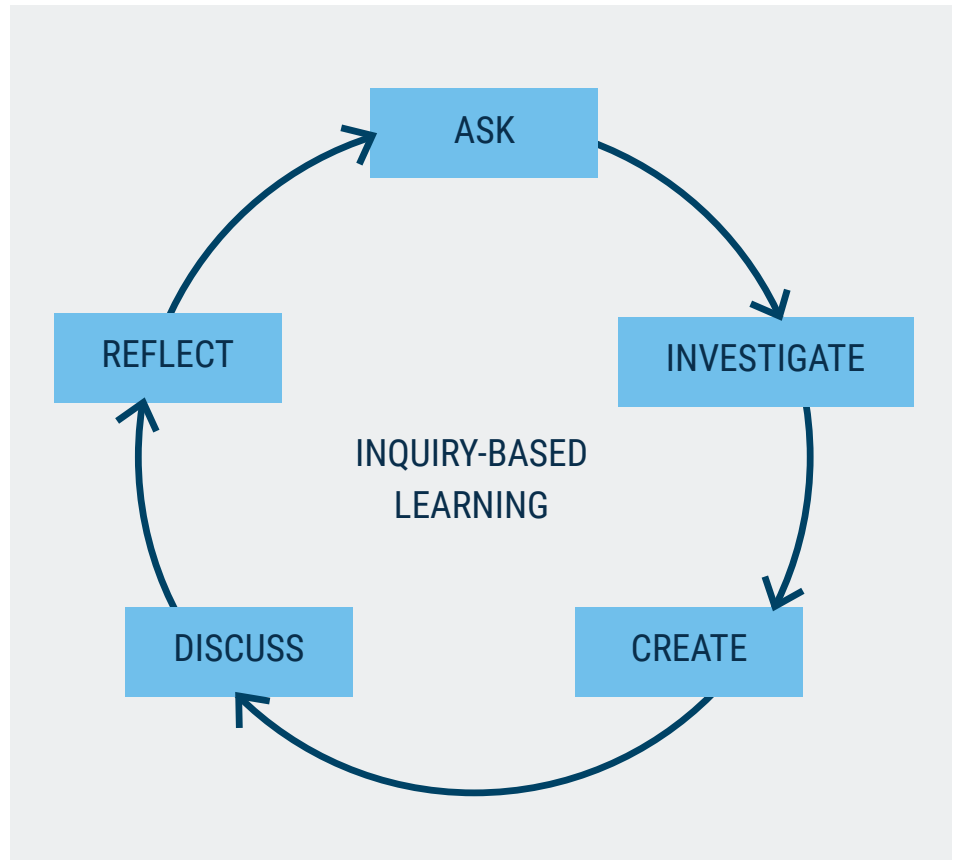 ASK
INVESTIGATE
CREATE
DISCUSS
REFLECT
INQUIRY-BASED
LEARNING